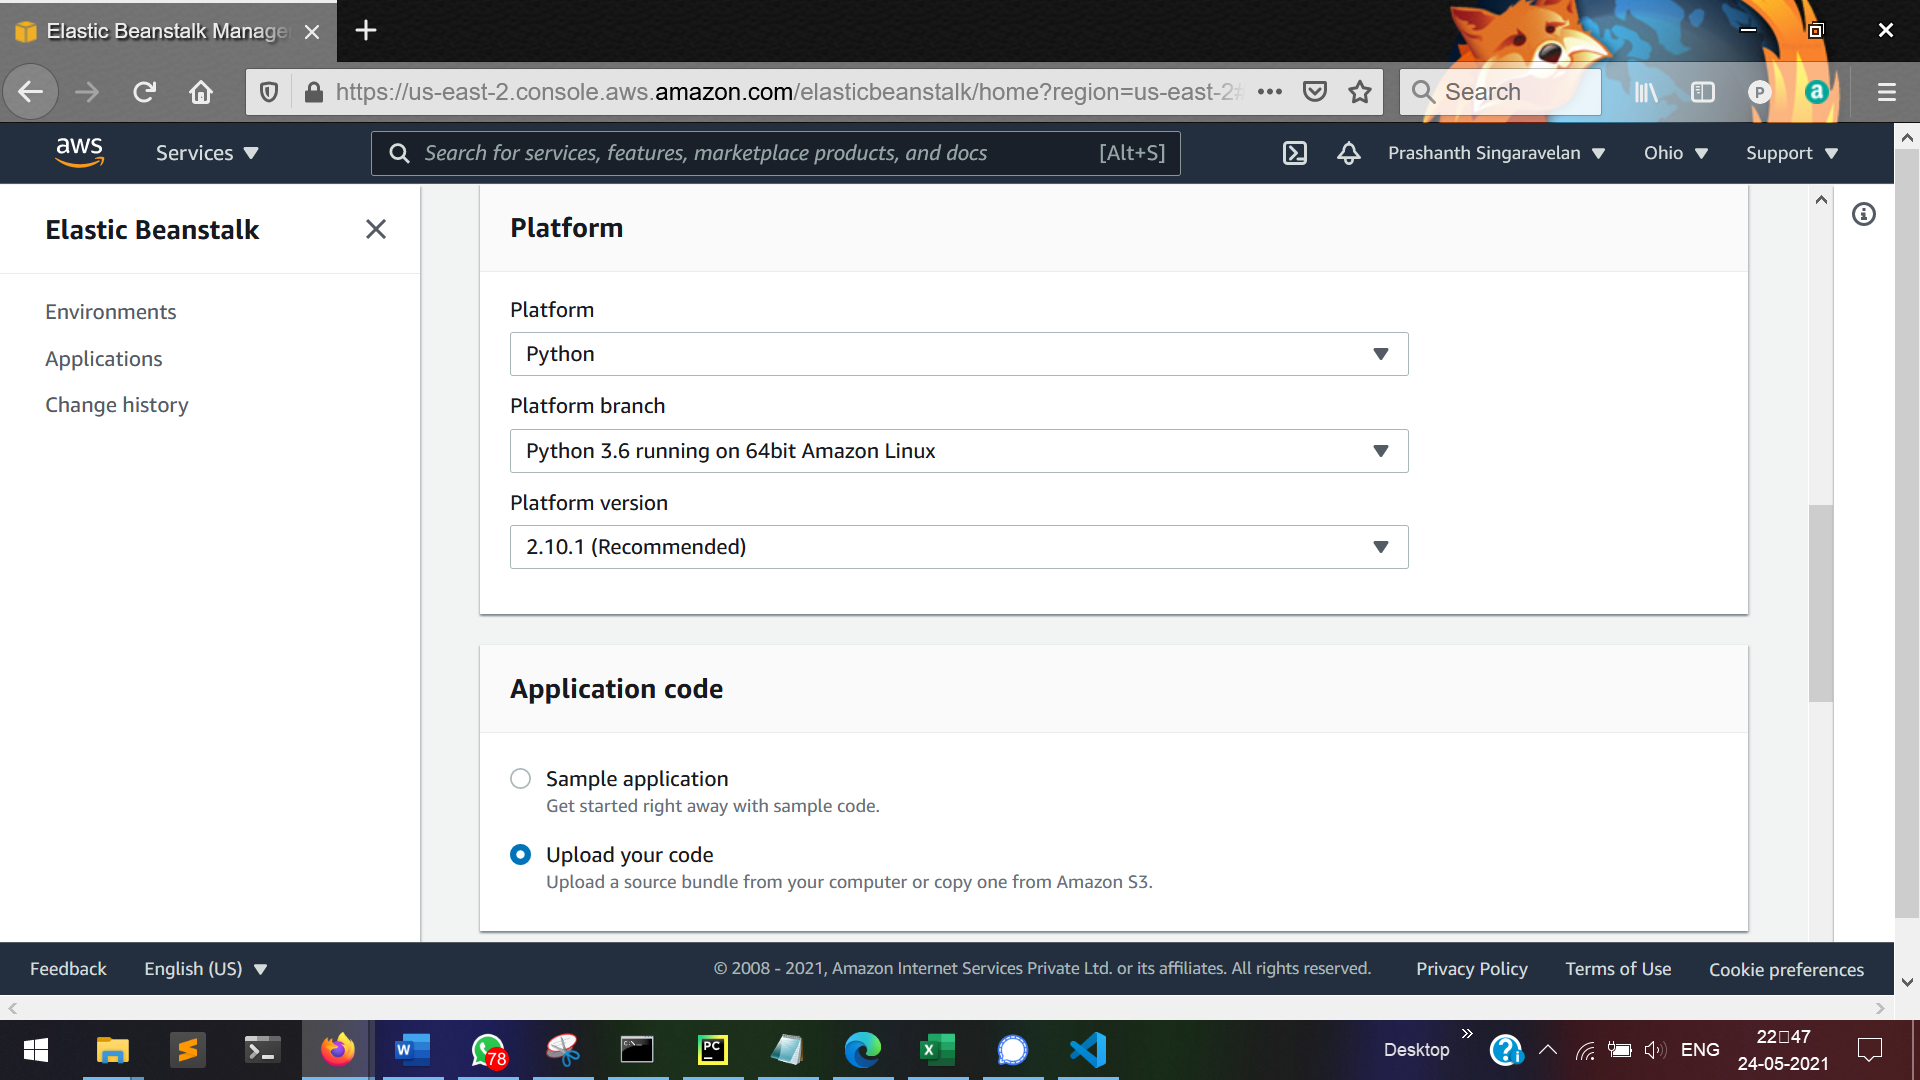 Elastic Beanstalk Manage
https://us-east-2.console.aws.amazon.com/elasticbeanstalk/home?region=us-east-2#
Search
aws
Services
Search for services, features, marketplace products, and docs
[Alt+S]
Prashanth Singaravelan
Ohio
Support
Elastic Beanstalk
Environments
Applications
Change history
Platform
Platform
Python
Platform branch
Python 3.6 running on 64bit Amazon Linux
Platform version
2.10.1 (Recommended)
Application code
Sample application
Get started right away with sample code.
Upload your code
Upload a source bundle from your computer or copy one from Amazon S3.
Feedback
English (US)
© 2008 - 2021, Amazon Internet Services Private Ltd. or its affiliates. All rights reserved.
Privacy Policy
Terms of Use
Cookie preferences
78
Desktop
ENG
22▯47
24-05-2021